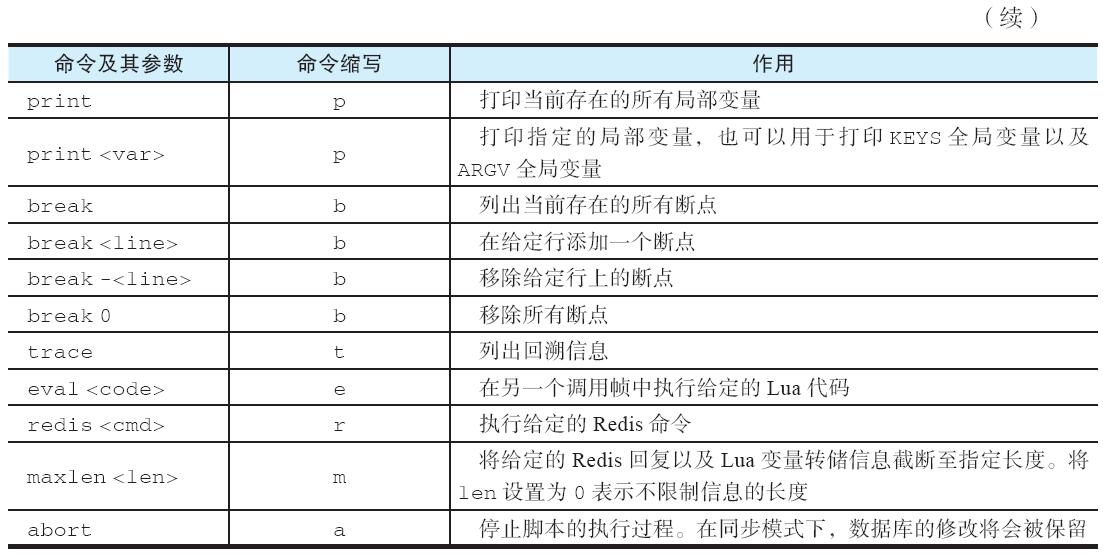 （续）
命令及其参数 命令缩写 作用
print p 打印当前存在的所有局部变量
print <var> p 打印指定的局部变量，也可以用于打印 KEYS 全局变量以及
ARGV 全局变量
break b 列出当前存在的所有断点
break <line> b 在给定行添加一个断点
break -<line> b 移除给定行上的断点
break 0 b 移除所有断点
trace t 列出回溯信息
eval <code> e 在另一个调用帧中执行给定的 Lua 代码
redis <cmd> r 执行给定的 Redis 命令
maxlen <len> m 将给定的 Redis 回复以及 Lua 变量转储信息截断至指定长度。将
len 设置为 0 表示不限制信息的长度
abort a 停止脚本的执行过程。在同步模式下，数据库的修改将会被保留